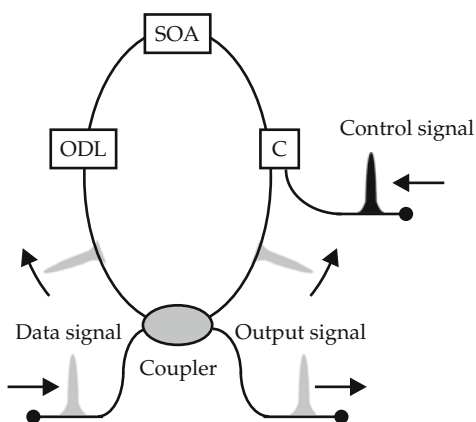 SOA
ODL
C
Control signal
Data signal
Output signal
Coupler